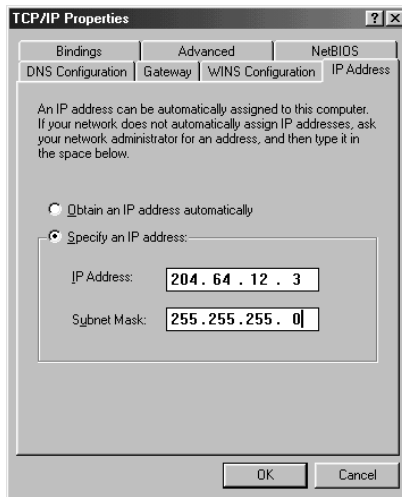 TCP/IP Properties
Bindings Advanced NetBIOS
DNS Configuration Gateway WINS Configuration IP Address
An IP address can be automatically assigned to this computer.
If your network does not automatically assign IP addresses, ask
your network administrator for an address, and then type it in
the space below.
Obtain an IP address automatically
Specify an IP address:
IP Address: 204 . 64 . 12 . 3
Subnet Mask: 255 . 255 . 255 . 0
OK Cancel